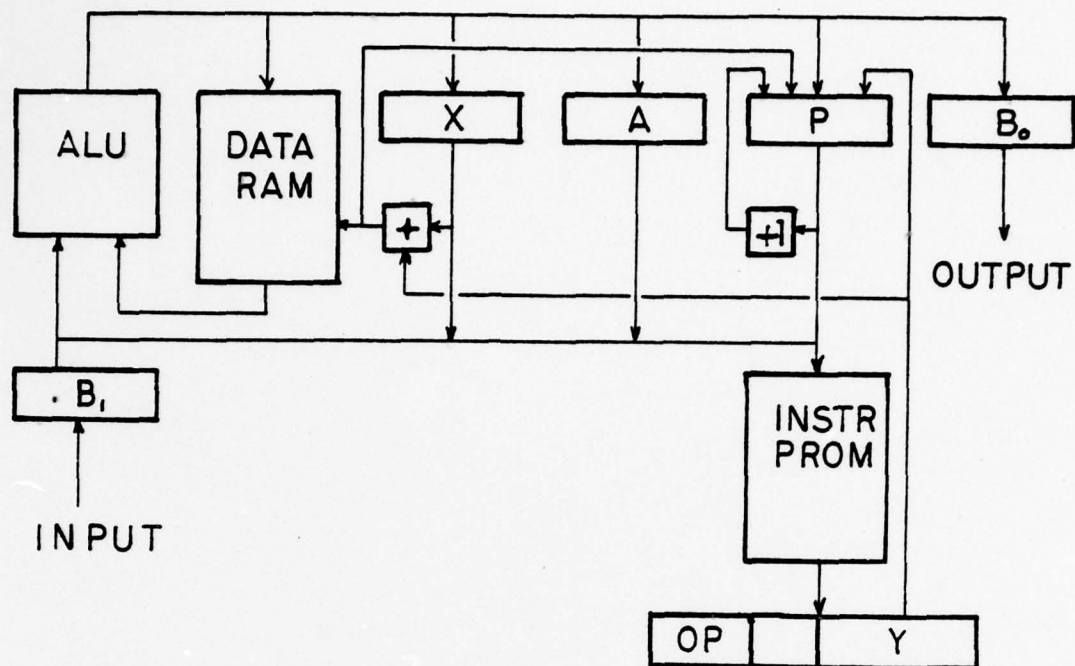 ALU
DATA
RAM
X
A
P
B₀
+
+1
OUTPUT
B₁
INSTR
PROM
INPUT
OP
Y